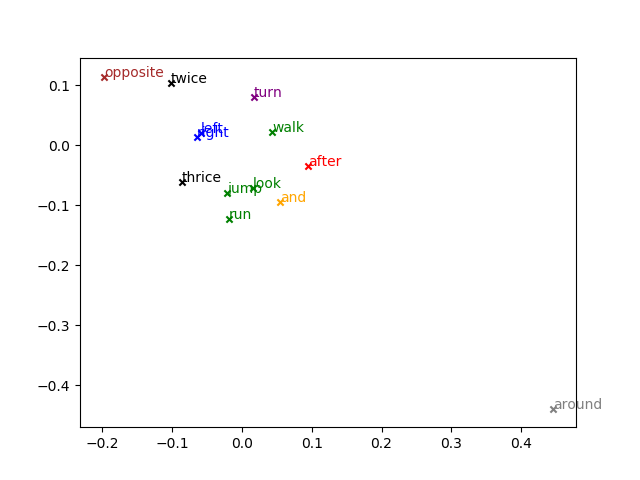 opposite
twice
turn
left
right
walk
after
thrice
jump
look
and
run
around
0.1
0.0
−0.1
−0.2
−0.3
−0.4
−0.2
−0.1
0.0
0.1
0.2
0.3
0.4